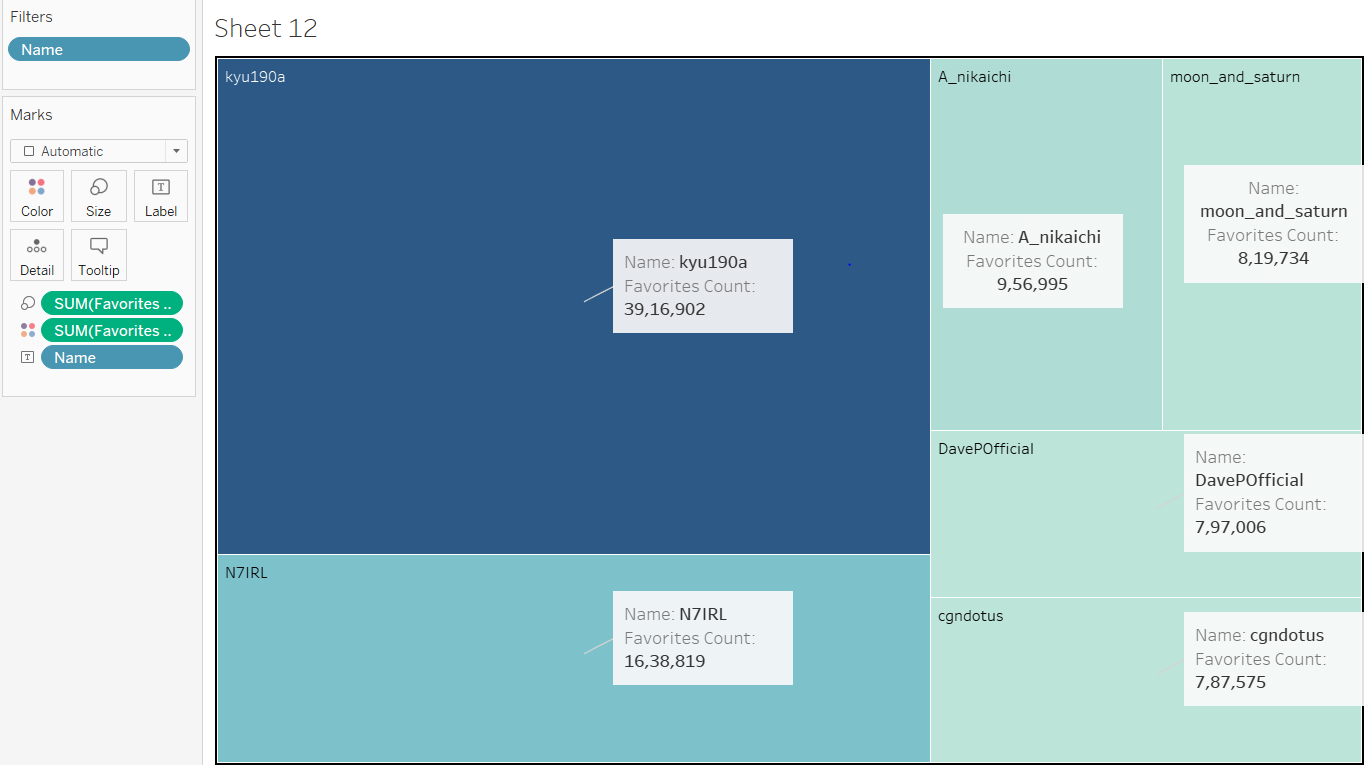 Filters
Name
Marks
Automatic
Color
Size
Label
Detail
Tooltip
SUM(Favorites ..
SUM(Favorites ..
Name
Sheet 12
kyu190a
Name: kyu190a
Favorites Count:
39,16,902
N7IRL
Name: N7IRL
Favorites Count:
16,38,819
A_nikaichi
Name: A_nikaichi
Favorites Count:
9,56,995
moon_and_saturn
Name:
moon_and_saturn
Favorites Count:
8,19,734
DavePOfficial
Name:
DavePOfficial
Favorites Count:
7,97,006
cgndotus
Name: cgndotus
Favorites Count:
7,87,575